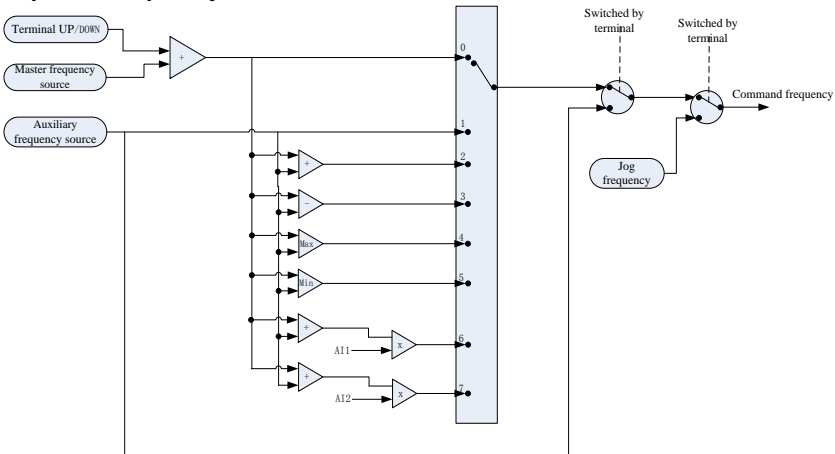 Terminal UP/DOWN
Master frequency
source
Auxiliary
frequency source
+
+
-
Max
Min
+
AI1
x
+
AI2
x
0
1
2
3
4
5
6
7
Switched by
terminal
Switched by
terminal
Command frequency
Jog
frequency